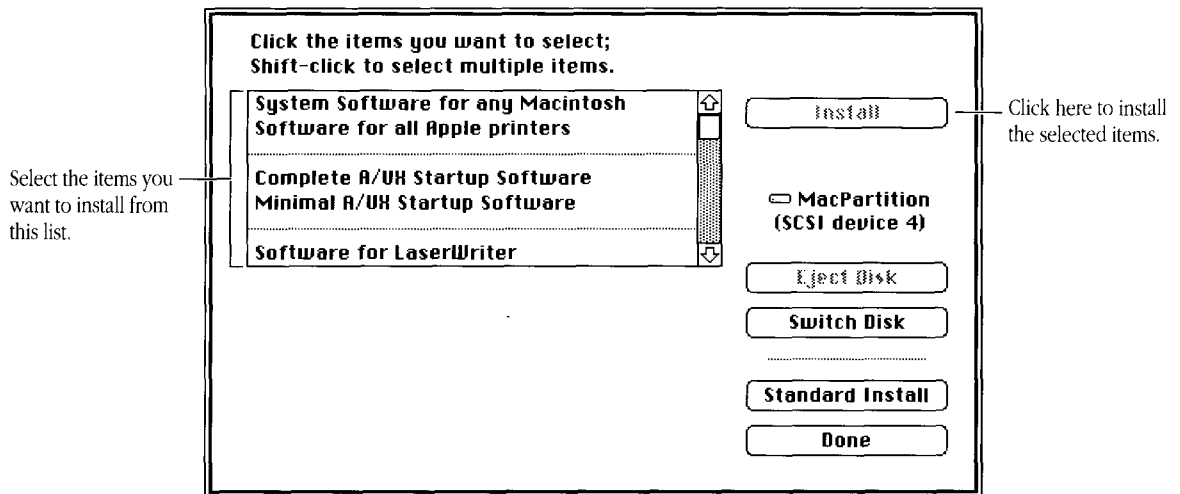 Click the items you want to select;
Shift-click to select multiple items.
System Software for any Macintosh
Software for all Apple printers
Complete A/UX Startup Software
Minimal A/UX Startup Software
Software for LaserWriter
Install
MacPartition
(SCSI device 4)
Eject Disk
Switch Disk
Standard Install
Done
Select the items you
want to install from
this list.
Click here to install
the selected items.